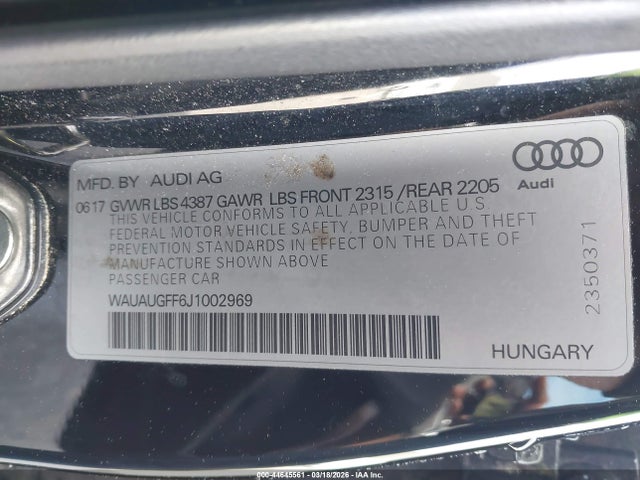 MFD. BY AUDI AG
06 17 GVWR LBS 4387 GAWR LBS FRONT 2315 /REAR 2205
THIS VEHICLE CONFORMS TO ALL APPLICABLE U S
FEDERAL MOTOR VEHICLE SAFETY, BUMPER AND THEFT
PREVENTION STANDARDS IN EFFECT ON THE DATE OF
MANUFACTURE SHOWN ABOVE
PASSENGER CAR
WAUAUGFF6J1002969
Audi
2350371
HUNGARY
000-44645561 - 03/18/2026 - IAA Inc.